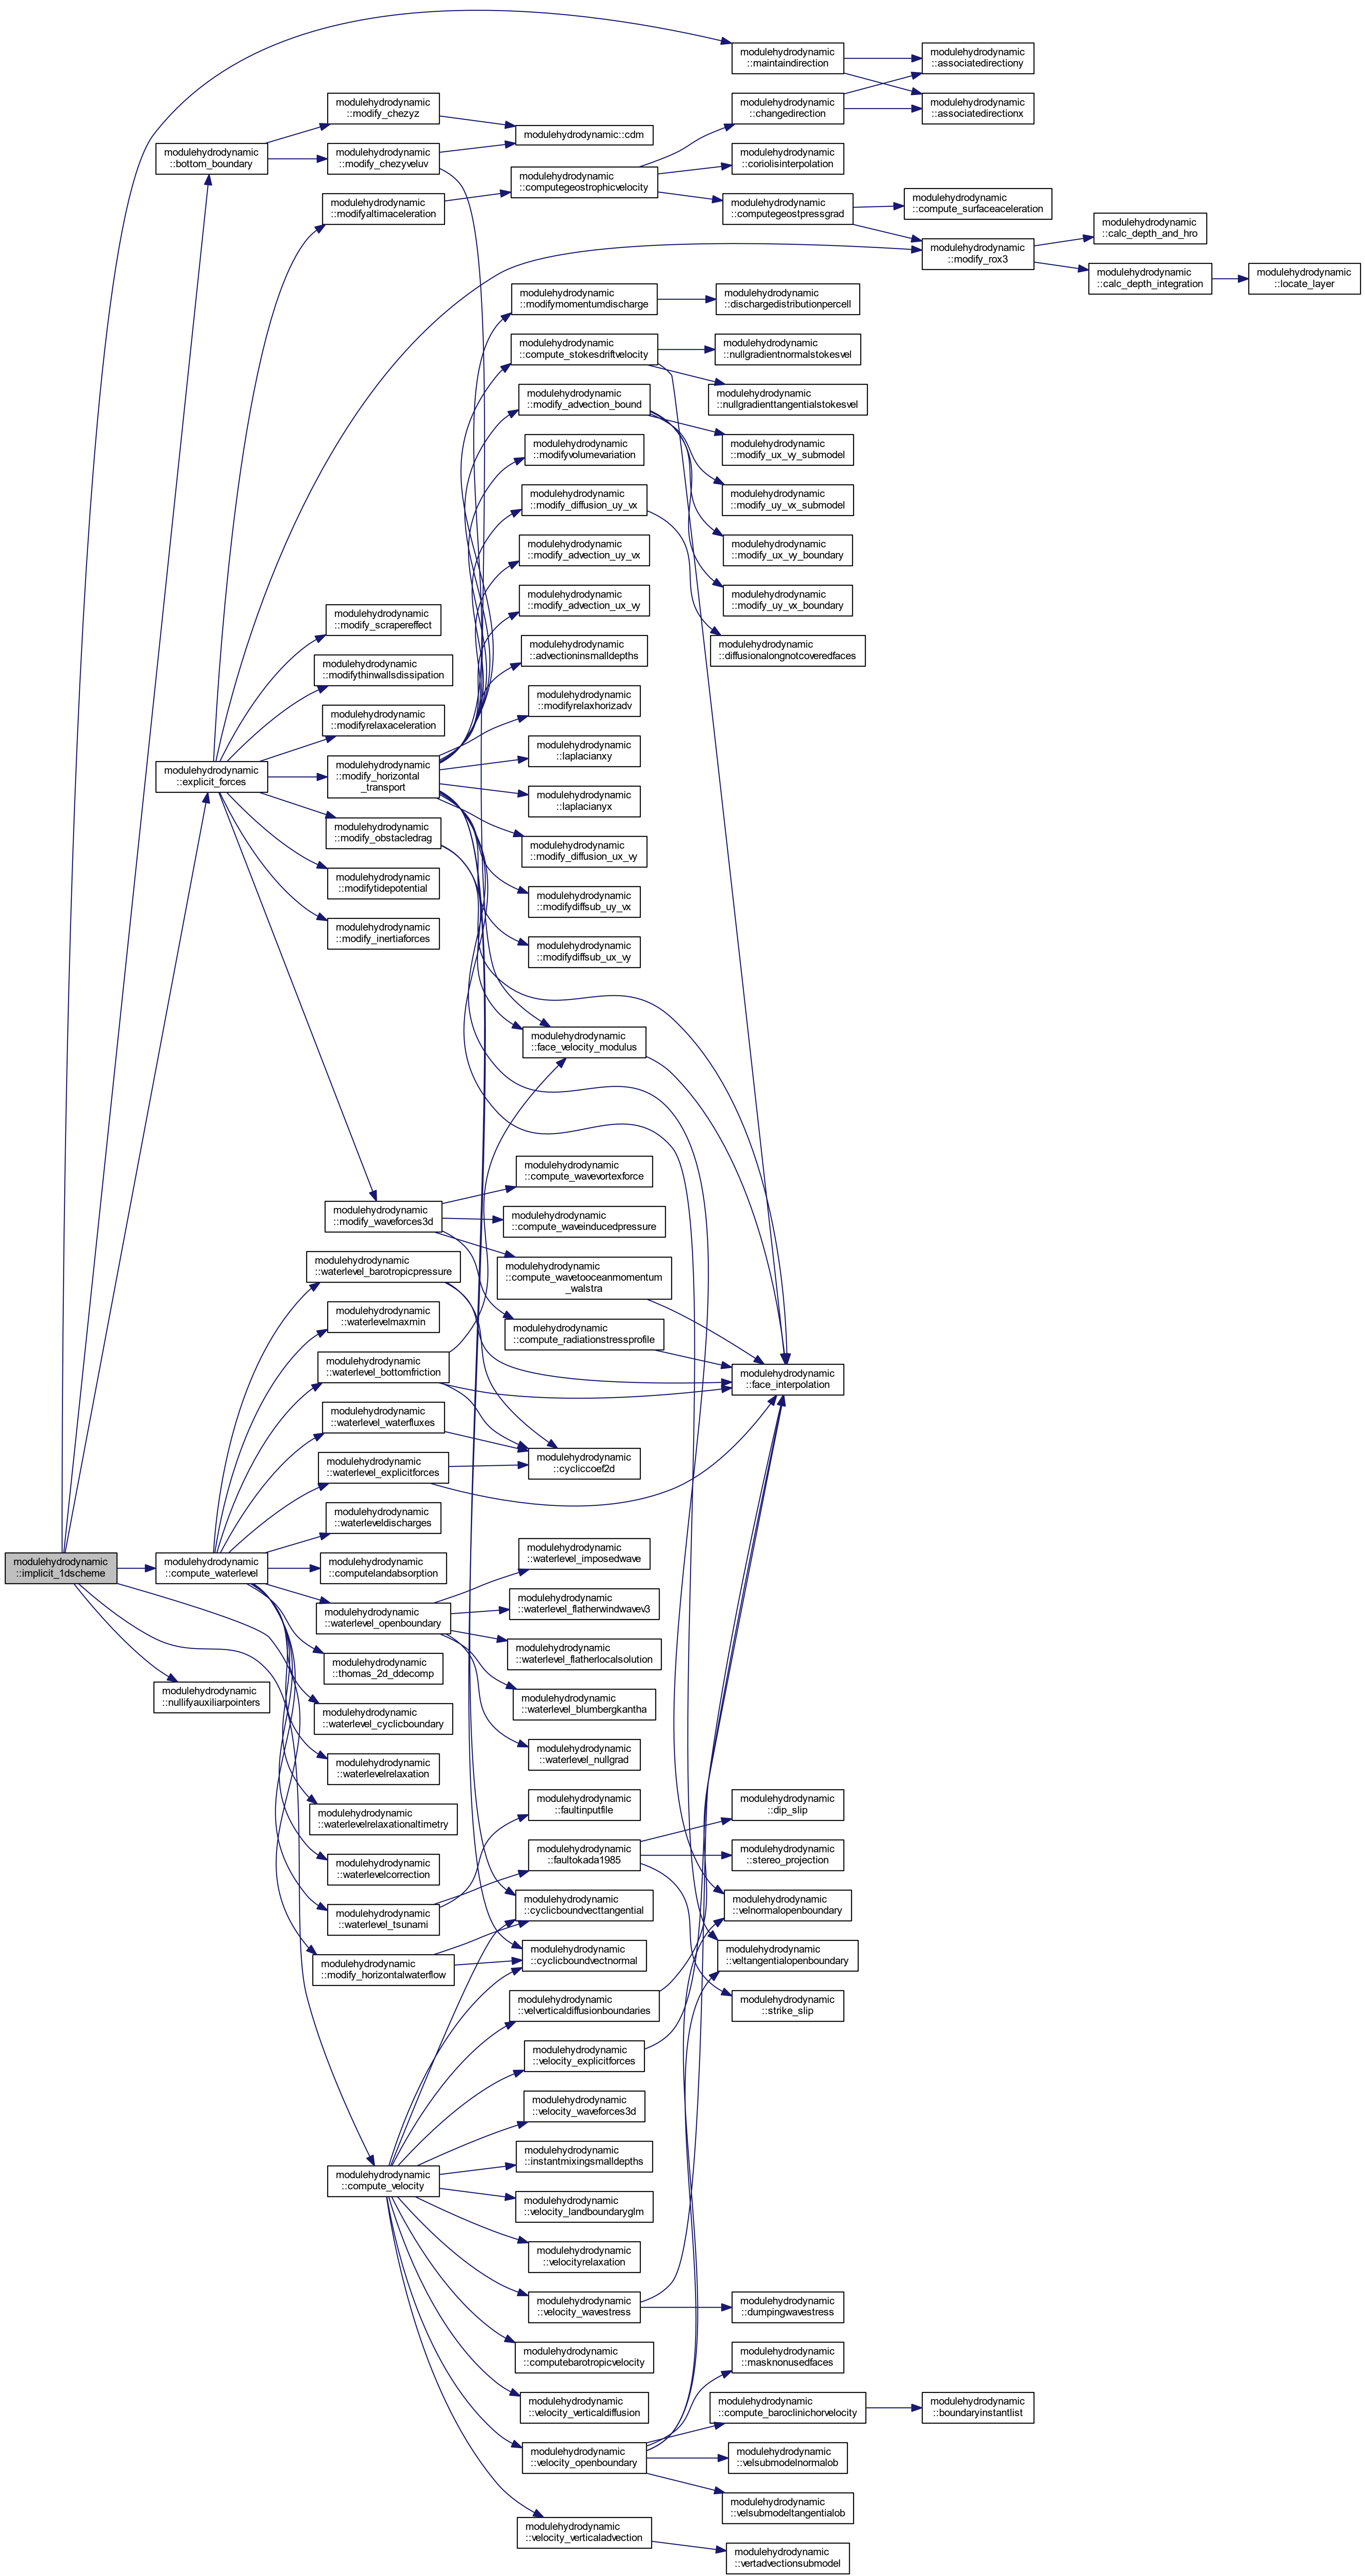 modulehydrodynamic
::maintaindirection
modulehydrodynamic
::associatedirectiony
modulehydrodynamic
::modify_chezyz
modulehydrodynamic
::changedirection
modulehydrodynamic
::associatedirectionx
modulehydrodynamic::cdm
modulehydrodynamic
::bottom_boundary
modulehydrodynamic
::modify_chezyveluv
modulehydrodynamic
::coriolisinterpolation
modulehydrodynamic
::computegeostrophicvelocity
modulehydrodynamic
::modifyaltimaceleration
modulehydrodynamic
::computegeostpressgrad
modulehydrodynamic
::compute_surfaceaceleration
modulehydrodynamic
::calc_depth_and_hro
modulehydrodynamic
::modify_rox3
modulehydrodynamic
::calc_depth_integration
modulehydrodynamic
::locate_layer
modulehydrodynamic
::modifymomentumdischarge
modulehydrodynamic
::dischargedistributionpercell
modulehydrodynamic
::compute_stokesdriftvelocity
modulehydrodynamic
::nullgradientnormalstokesvel
modulehydrodynamic
::modify_advection_bound
modulehydrodynamic
::nullgradienttangentialstokesvel
modulehydrodynamic
::modifyvolumevariation
modulehydrodynamic
::modify_ux_vy_submodel
modulehydrodynamic
::modify_diffusion_uy_vx
modulehydrodynamic
::modify_uy_vx_submodel
modulehydrodynamic
::modify_advection_uy_vx
modulehydrodynamic
::modify_ux_vy_boundary
modulehydrodynamic
::modify_advection_ux_vy
modulehydrodynamic
::modify_uy_vx_boundary
modulehydrodynamic
::modify_scrapereffect
modulehydrodynamic
::advectioninsmalldepths
modulehydrodynamic
::diffusionalongnotcoveredfaces
modulehydrodynamic
::modifythinwallsdissipation
modulehydrodynamic
::modifyrelaxhorizadv
modulehydrodynamic
::modifyrelaxaceleration
modulehydrodynamic
::laplacianxy
modulehydrodynamic
::explicit_forces
modulehydrodynamic
::modify_horizontal
_transport
modulehydrodynamic
::laplacianyx
modulehydrodynamic
::modify_obstacledrag
modulehydrodynamic
::modify_diffusion_ux_vy
modulehydrodynamic
::modifytidepotential
modulehydrodynamic
::modifydiffsub_uy_vx
modulehydrodynamic
::modify_inertiaforces
modulehydrodynamic
::modifydiffsub_ux_vy
modulehydrodynamic
::face_velocity_modulus
modulehydrodynamic
::compute_wavevortexforce
modulehydrodynamic
::modify_waveforces3d
modulehydrodynamic
::compute_waveinducedpressure
modulehydrodynamic
::waterlevel_barotropicpressure
modulehydrodynamic
::compute_wavetooceanmomentum
_walstra
modulehydrodynamic
::waterlevelmaxmin
modulehydrodynamic
::compute_radiationstressprofile
modulehydrodynamic
::waterlevel_bottomfriction
modulehydrodynamic
::face_interpolation
modulehydrodynamic
::waterlevel_waterfluxes
modulehydrodynamic
::cycliccoef2d
modulehydrodynamic
::waterlevel_explicitforces
modulehydrodynamic
::waterleveldischarges
modulehydrodynamic
::implicit_1dscheme
modulehydrodynamic
::compute_waterlevel
modulehydrodynamic
::computelandabsorption
modulehydrodynamic
::waterlevel_imposedwave
modulehydrodynamic
::waterlevel_openboundary
modulehydrodynamic
::waterlevel_flatherwindwavev3
modulehydrodynamic
::thomas_2d_ddecomp
modulehydrodynamic
::waterlevel_flatherlocalsolution
modulehydrodynamic
::nullifyauxiliarpointers
modulehydrodynamic
::waterlevel_cyclicboundary
modulehydrodynamic
::waterlevel_blumbergkantha
modulehydrodynamic
::waterlevelrelaxation
modulehydrodynamic
::waterlevel_nullgrad
modulehydrodynamic
::waterlevelrelaxationaltimetry
modulehydrodynamic
::faultinputfile
modulehydrodynamic
::dip_slip
modulehydrodynamic
::waterlevelcorrection
modulehydrodynamic
::faultokada1985
modulehydrodynamic
::stereo_projection
modulehydrodynamic
::waterlevel_tsunami
modulehydrodynamic
::cyclicboundvecttangential
modulehydrodynamic
::velnormalopenboundary
modulehydrodynamic
::modify_horizontalwaterflow
modulehydrodynamic
::cyclicboundvectnormal
modulehydrodynamic
::veltangentialopenboundary
modulehydrodynamic
::velverticaldiffusionboundaries
modulehydrodynamic
::strike_slip
modulehydrodynamic
::velocity_explicitforces
modulehydrodynamic
::velocity_waveforces3d
modulehydrodynamic
::instantmixingsmalldepths
modulehydrodynamic
::compute_velocity
modulehydrodynamic
::velocity_landboundaryglm
modulehydrodynamic
::velocityrelaxation
modulehydrodynamic
::velocity_wavestress
modulehydrodynamic
::dumpingwavestress
modulehydrodynamic
::computebarotropicvelocity
modulehydrodynamic
::masknonusedfaces
modulehydrodynamic
::velocity_verticaldiffusion
modulehydrodynamic
::compute_baroclinichorvelocity
modulehydrodynamic
::boundaryinstantlist
modulehydrodynamic
::velocity_openboundary
modulehydrodynamic
::velsubmodelnormalob
modulehydrodynamic
::velsubmodeltangentialob
modulehydrodynamic
::velocity_verticaladvection
modulehydrodynamic
::vertadvectionsubmodel